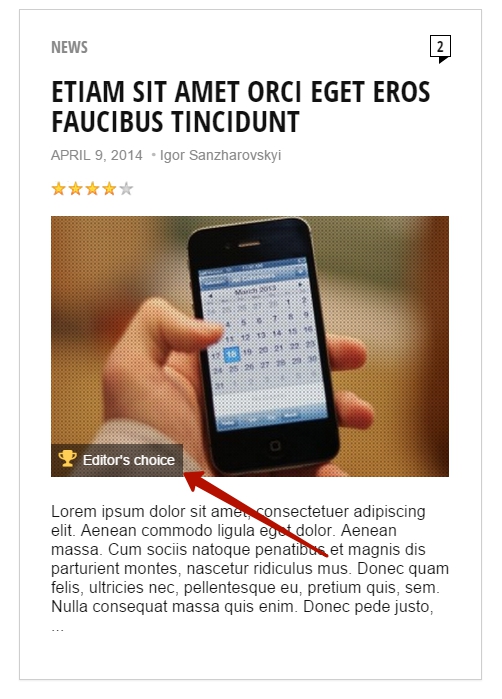 NEWS
2
ETIAM SIT AMET ORCI EGET EROS
FAUCIBUS TINCIDUNT
APRIL 9, 2014 • Igor Sanzharovskyi
March 2013
18
Editor's choice
Lorem ipsum dolor sit amet, consectetuer adipiscing
elit. Aenean commodo ligula eget dolor. Aenean
massa. Cum sociis natoque penatibus et magnis dis
parturient montes, nascetur ridiculus mus. Donec quam
felis, ultricies nec, pellentesque eu, pretium quis, sem.
Nulla consequat massa quis enim. Donec pede justo,
...